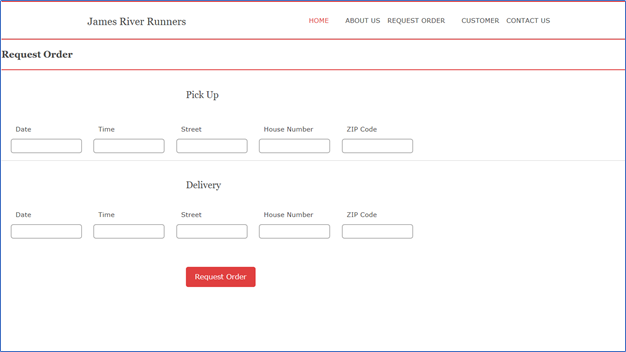 James River Runners HOME ABOUT US REQUEST ORDER CUSTOMER CONTACT US
Request Order
Pick Up
Date Time Street House Number ZIP Code
Delivery
Date Time Street House Number ZIP Code
Request Order